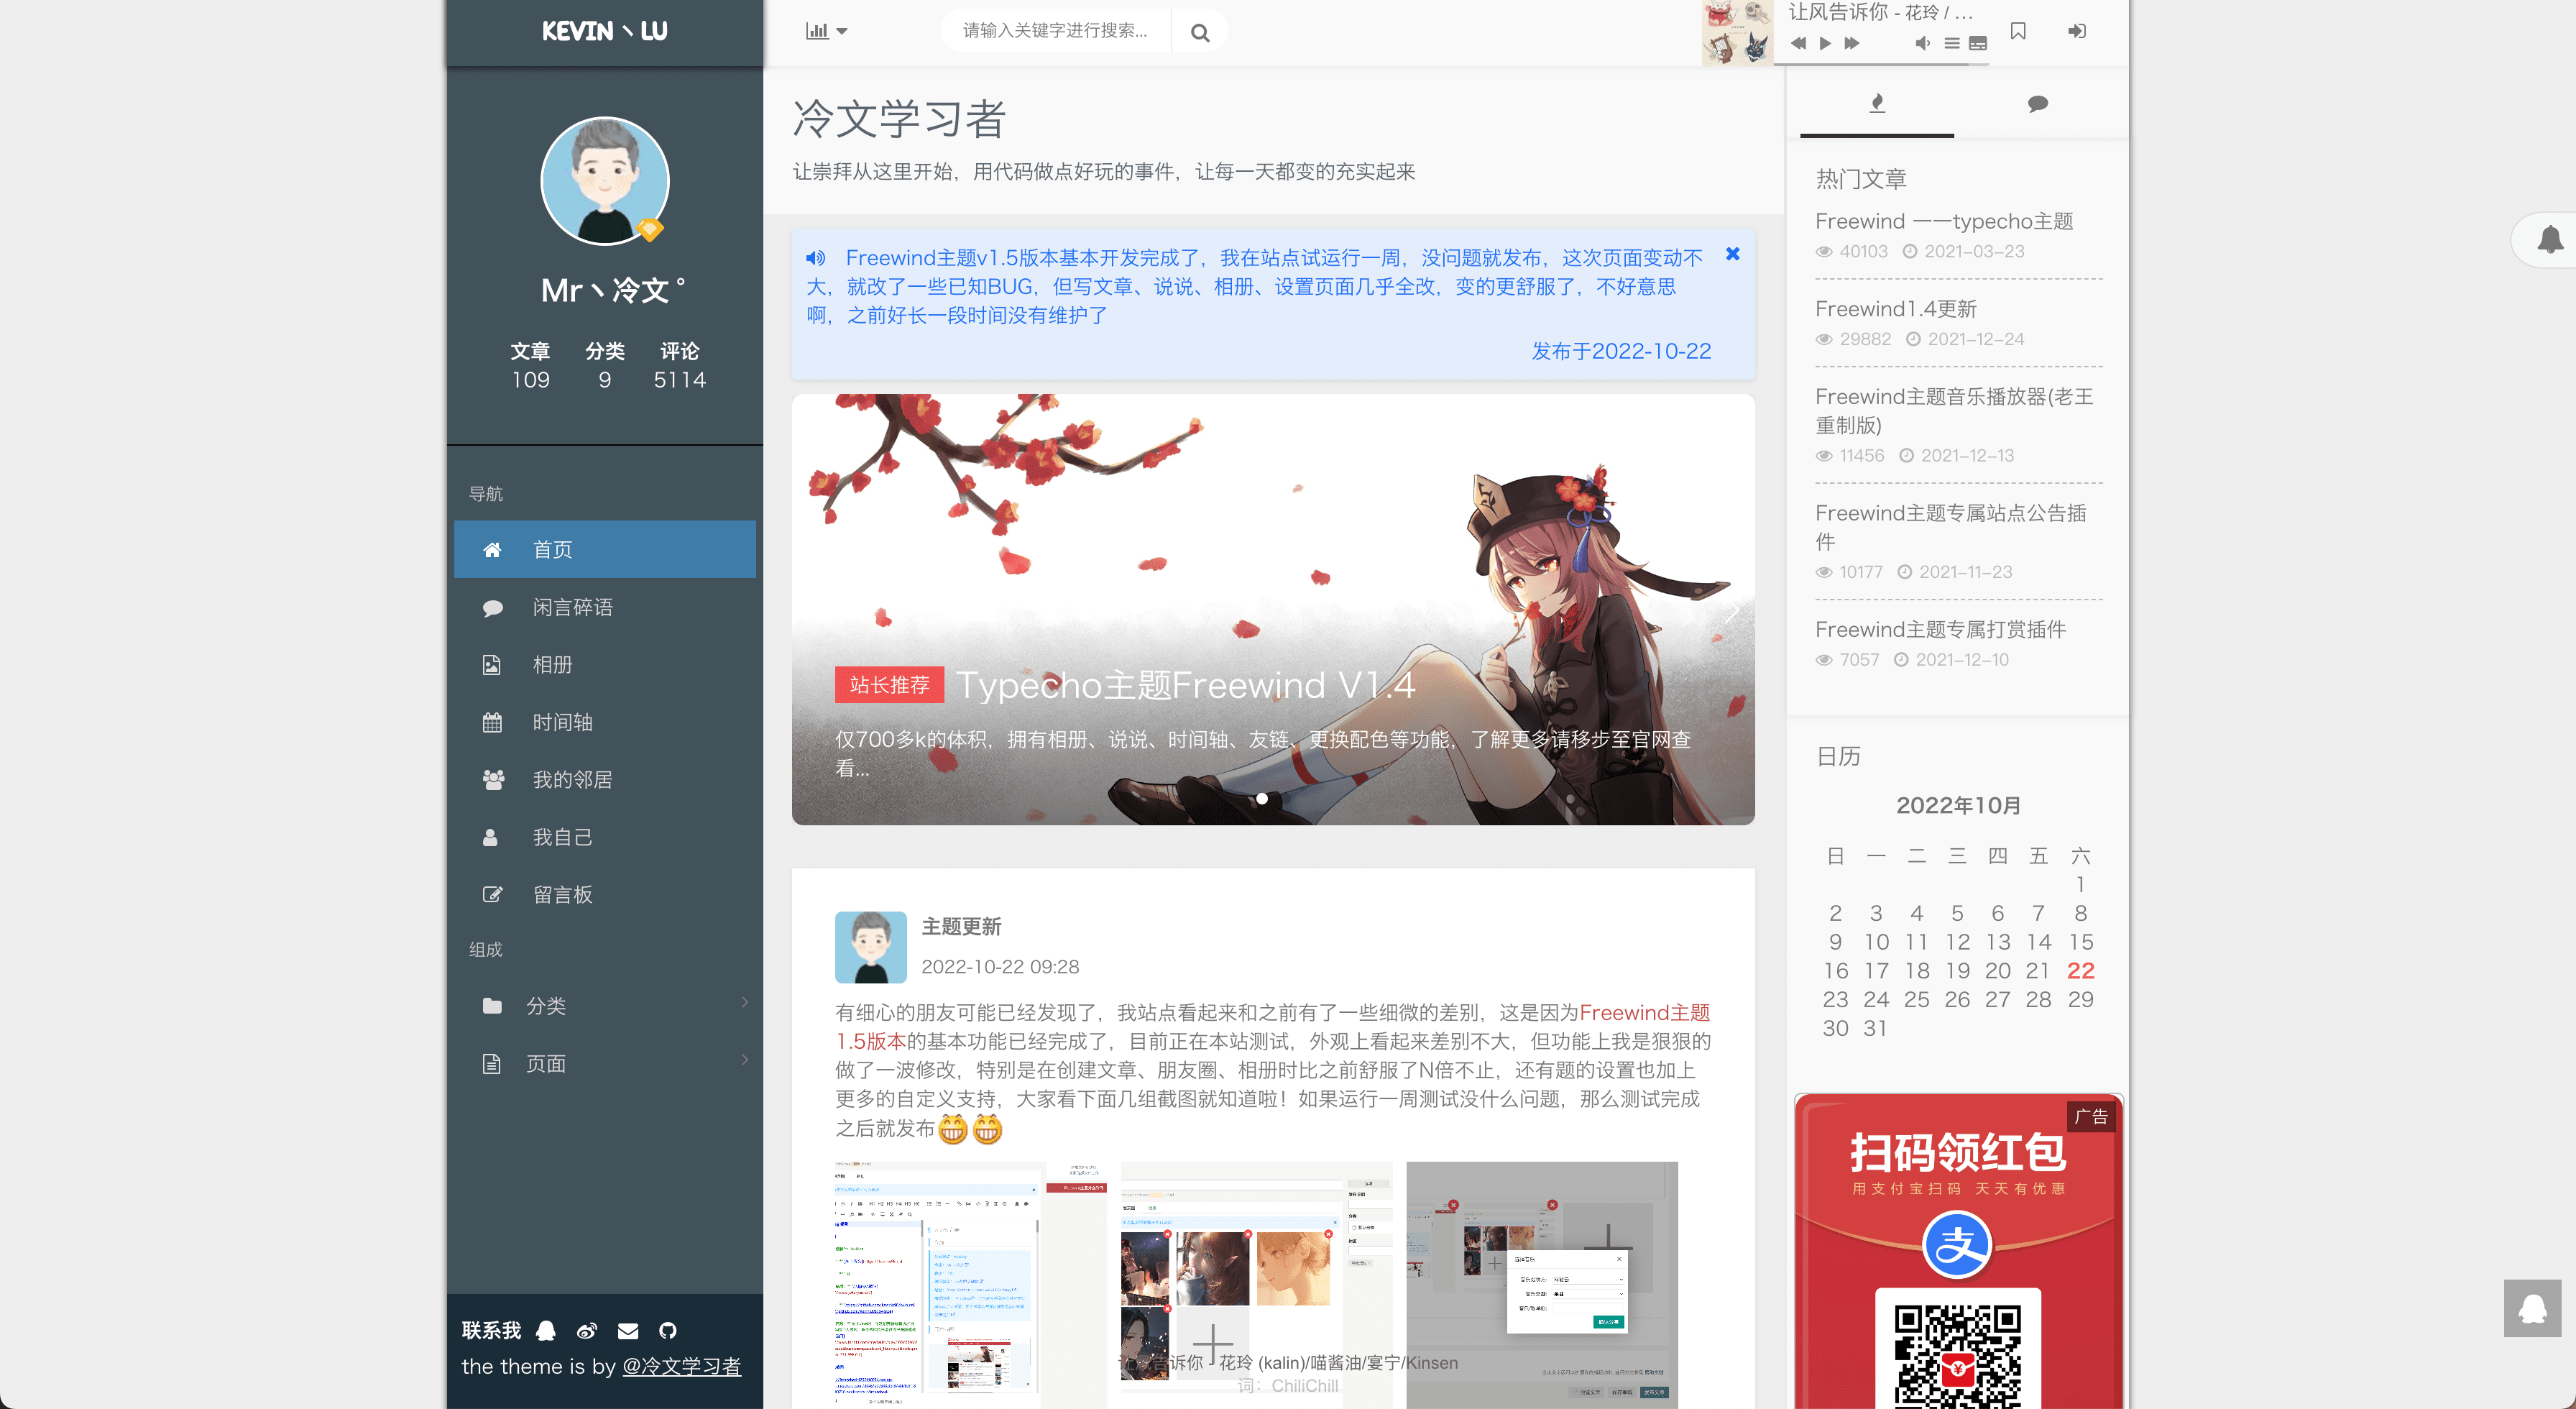 KEVIN丶LU
请输入关键字进行搜索...
让风告诉你 - 花玲 / ...
Mr丶冷文 °
文章 分类 评论
109 9 5114
导航
首页
闲言碎语
相册
时间轴
我的邻居
我自己
留言板
组成
分类
页面
联系我
the theme is by @冷文学习者
冷文学习者
让崇拜从这里开始，用代码做点好玩的事件，让每一天都变的充实起来
Freewind主题v1.5版本基本开发完成了，我在站点试运行一周，没问题就发布，这次页面变动不
大，就改了一些已知BUG，但写文章、说说、相册、设置页面几乎全改，变的更舒服了，不好意思
啊，之前好长一段时间没有维护了
发布于2022-10-22
站长推荐 Typecho主题Freewind V1.4
仅700多k的体积，拥有相册、说说、时间轴、友链、更换配色等功能，了解更多请移步至官网查
看...
主题更新
2022-10-22 09:28
有细心的朋友可能已经发现了，我站点看起来和之前有了一些细微的差别，这是因为Freewind主题
1.5版本的基本功能已经完成了，目前正在本站测试，外观上看起来差别不大，但功能上我是狠狠的
做了一波修改，特别是在创建文章、朋友圈、相册时比之前舒服了N倍不止，还有题的设置也加上
更多的自定义支持，大家看下面几组截图就知道啦！如果运行一周测试没什么问题，那么测试完成
之后就发布
让风告诉你 - 花玲 (kalin)/喵酱油/宴宁/Kinsen
词：ChiliChill
热门文章
Freewind 一一typecho主题
40103 2021-03-23
Freewind1.4更新
29882 2021-12-24
Freewind主题音乐播放器(老王
重制版)
11456 2021-12-13
Freewind主题专属站点公告插
件
10177 2021-11-23
Freewind主题专属打赏插件
7057 2021-12-10
日历
2022年10月
日 一 二 三 四 五 六
1
2 3 4 5 6 7 8
9 10 11 12 13 14 15
16 17 18 19 20 21 22
23 24 25 26 27 28 29
30 31
广告
扫码领红包
用支付宝扫码 天天有优惠
支